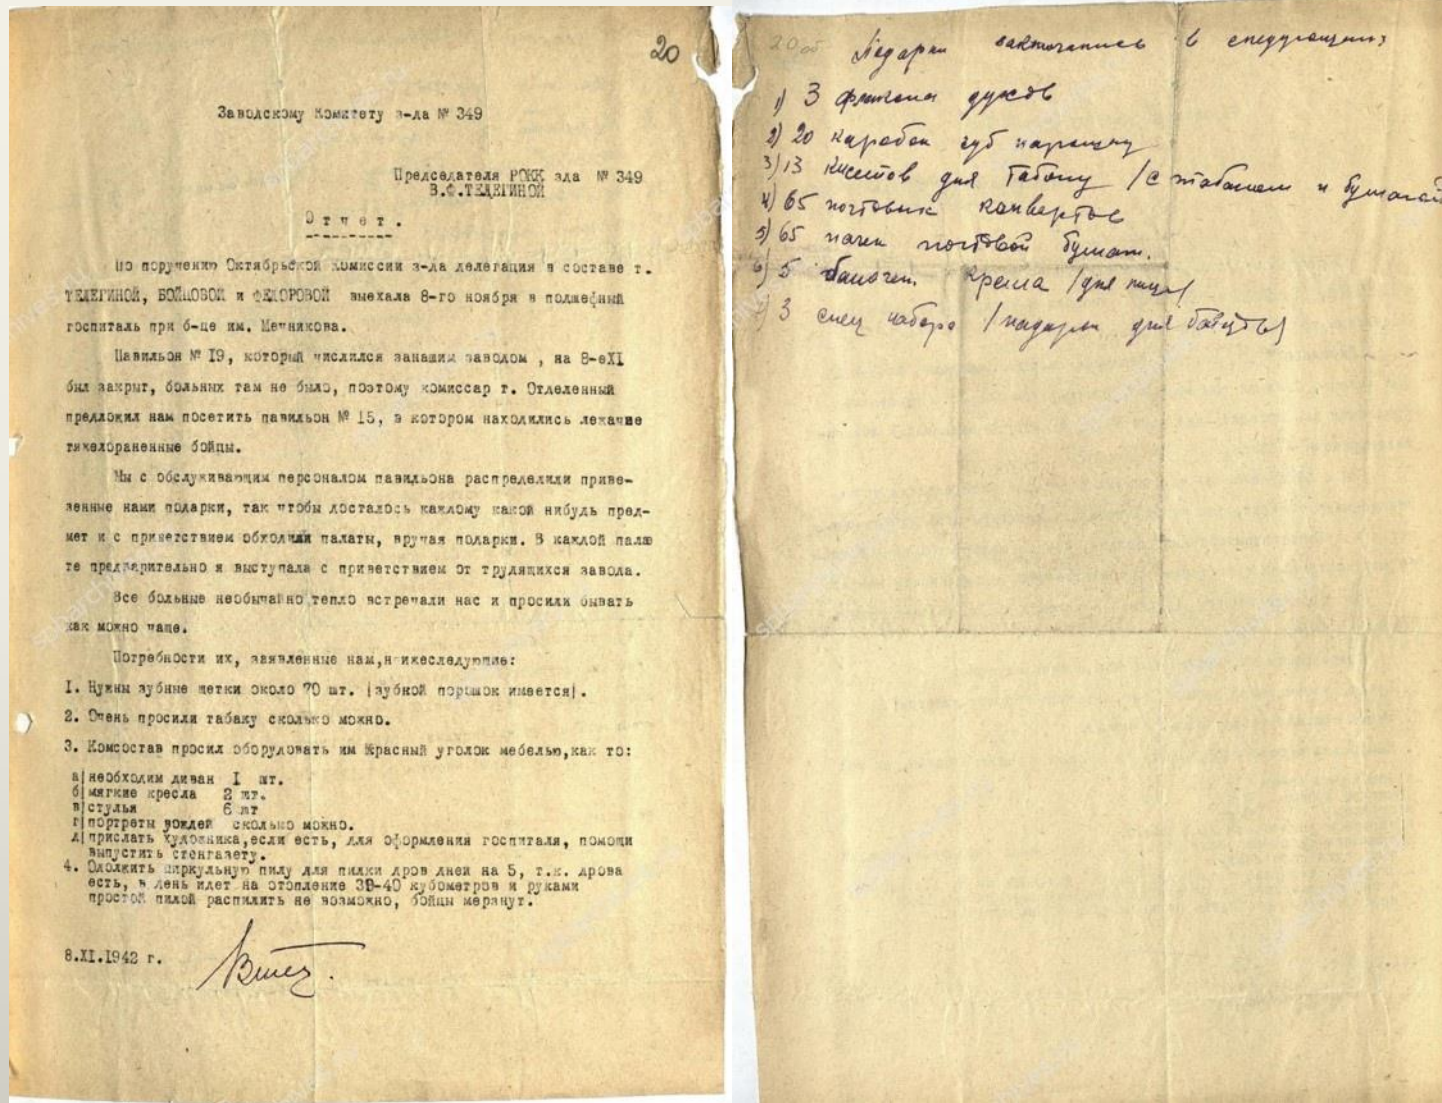 20
Заводскому Комитету з-да № 349
Председателя РОКК зда № 349
В.Ф.ТЕЛЕГИНОЙ
Отчет.
По поручению Октябрьской комиссии з-да делегация в составе т.
ТЕЛЕГИНОЙ, БОЙЦОВОЙ и ФЕДОРОВОЙ выехала 8-го ноября в подшефный
госпиталь при б-це им. Мечникова.
Павильон № 19, который числился занашим заводом , на 8-еXI
был закрыт, больных там не было, поэтому комиссар т. Отделенный
предложил нам посетить павильон № 15, в котором находились лежачие
тяжелораненные бойцы.
Мы с обслуживающим персоналом павильона распределили приве-
зенные нами подарки, так чтобы досталось каждому какой нибудь пред-
мет и с приветствием обходили палаты, вручая подарки. В каждой пала
те предварительно я выступала с приветствием от трудящихся завода.
Все больные необычайно тепло встречали нас и просили бывать
как можно чаще.
Потребности их, заявленные нам,нижеследующие:
1. Нужны зубные щетки около 70 шт. (зубной порошок имеется).
2. Очень просили табаку сколько можно.
3. Комсостав просил оборудовать им Красный уголок мебелью,как то:
а)необходим диван 1 шт.
б)мягкие кресла 2 шт.
в)стулья 6 шт
г)портреты вождей сколько можно.
д)прислать художника,если есть, для оформления госпиталя, помощи
выпустить стенгазету.
4. Одолжить циркульную пилу для пилки дров дней на 5, т.к. дрова
есть, в день идет на отопление 39-40 кубометров и руками
простой пилой распилить не возможно, бойцы мерзнут.
8.XI.1942 г.
20об
Подарки заключались в следующем:
1) 3 флакона духов
2) 20 коробок зуб порошку
3) 13 кисетов для табаку /с табаком и бумагой
4) 65 почтовых конвертов
5) 65 пачек почтовой бумаги.
6) 5 баночек крема /для лица/
7) 3 спец набора /подарки для